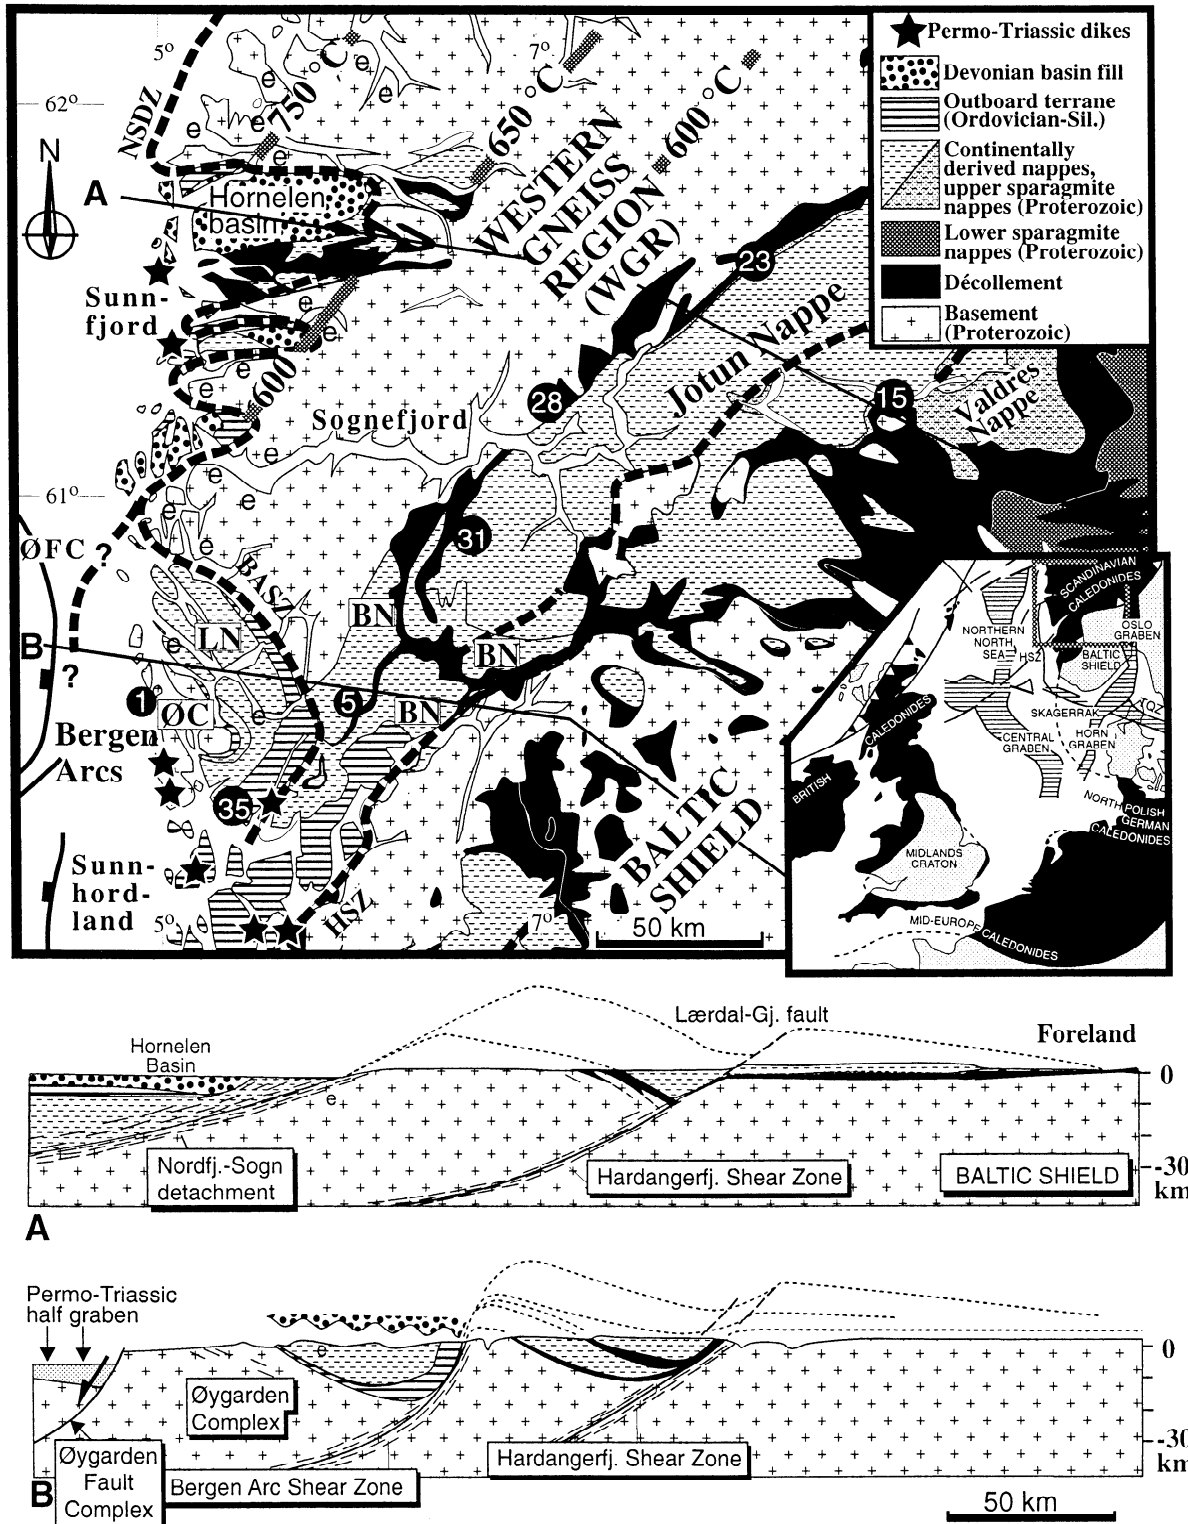 5°
7°
62°
NSDZ
e
e
e
e
e
e
750 °C
650 °C
600 °C
N
A
Hornelen
basin
WESTERN
GNEISS
REGION
(WGR)
Permo-Triassic dikes
Devonian basin fill
Outboard terrane
(Ordovician-Sil.)
Continentally
derived nappes,
upper sparagmite
nappes (Proterozoic)
Lower sparagmite
nappes (Proterozoic)
Décollement
Basement
(Proterozoic)
23
Sunn-
fjord
e
e
e
e
600
Jotun Nappe
28
15
Valdres
Nappe
Sognefjord
e
e
e
61°
31
ØFC
?
e
BASZ
BN
B
LN
e
BN
?
1
ØC
e
5
BN
Bergen
Arcs
35
BALTIC
SHIELD
Sunn-
hord-
land
5°
HSZ
7°
50 km
SCANDINAVIAN
CALEDONIDES
NORTHERN
NORTH
SEA
HSZ
OSLO
GRABEN
BALTIC
SHIELD
SKAGERRAK
TQZ
CENTRAL
GRABEN
HORN
GRABEN
CALEDONIDES
BRITISH
NORTH
POLISH
GERMAN
CALEDONIDES
MIDLANDS
CRATON
MID-EUROPE CALEDONIDES
Lærdal-Gj. fault
Foreland
Hornelen
Basin
0
e
Nordfj.-Sogn
detachment
Hardangerfj. Shear Zone
BALTIC SHIELD
-30
km
A
Permo-Triassic
half graben
e
0
Øygarden
Complex
Øygarden
Fault
Complex
Bergen Arc Shear Zone
Hardangerfj. Shear Zone
-30
km
B
50 km